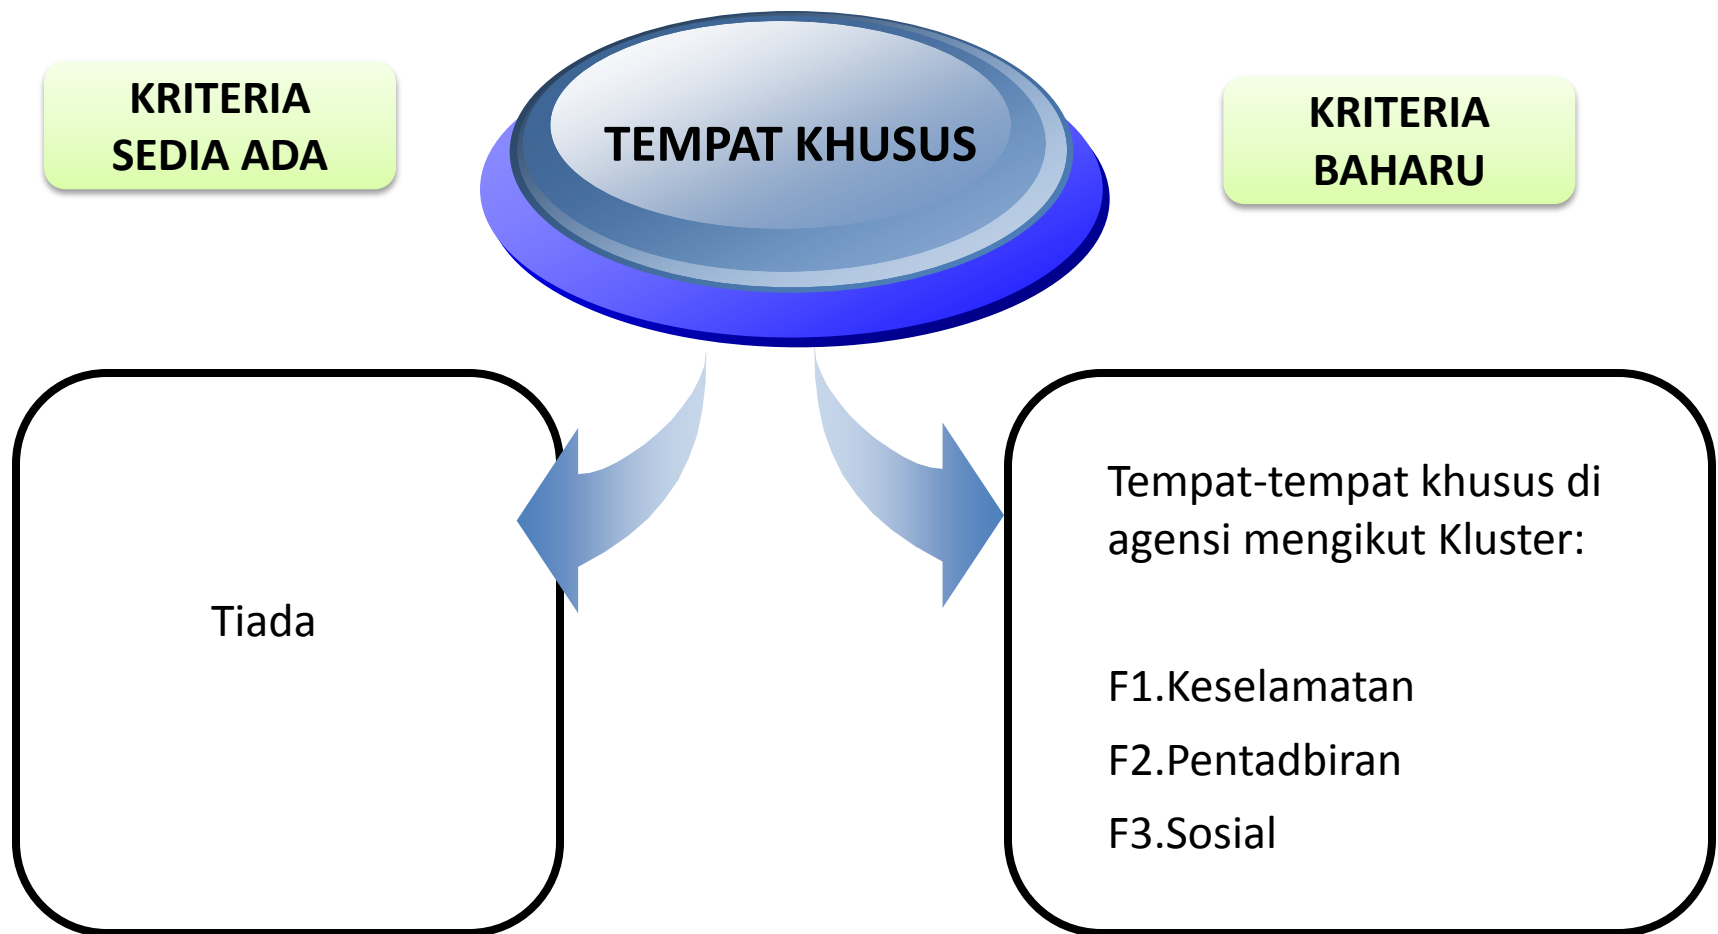 KRITERIA
SEDIA ADA
TEMPAT KHUSUS
KRITERIA
BAHARU
Tiada
Tempat-tempat khusus di
agensi mengikut Kluster:
F1.Keselamatan
F2.Pentadbiran
F3.Sosial